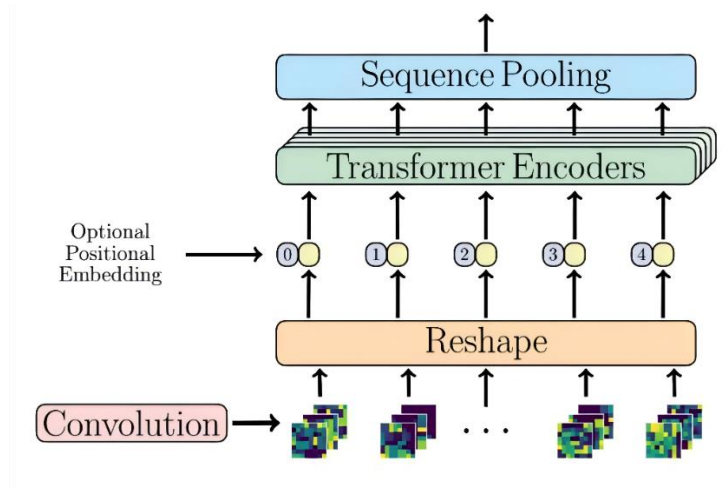 Sequence Pooling
Transformer Encoders
Optional
Positional
Embedding
0 1 2 3 4
Reshape
Convolution
...